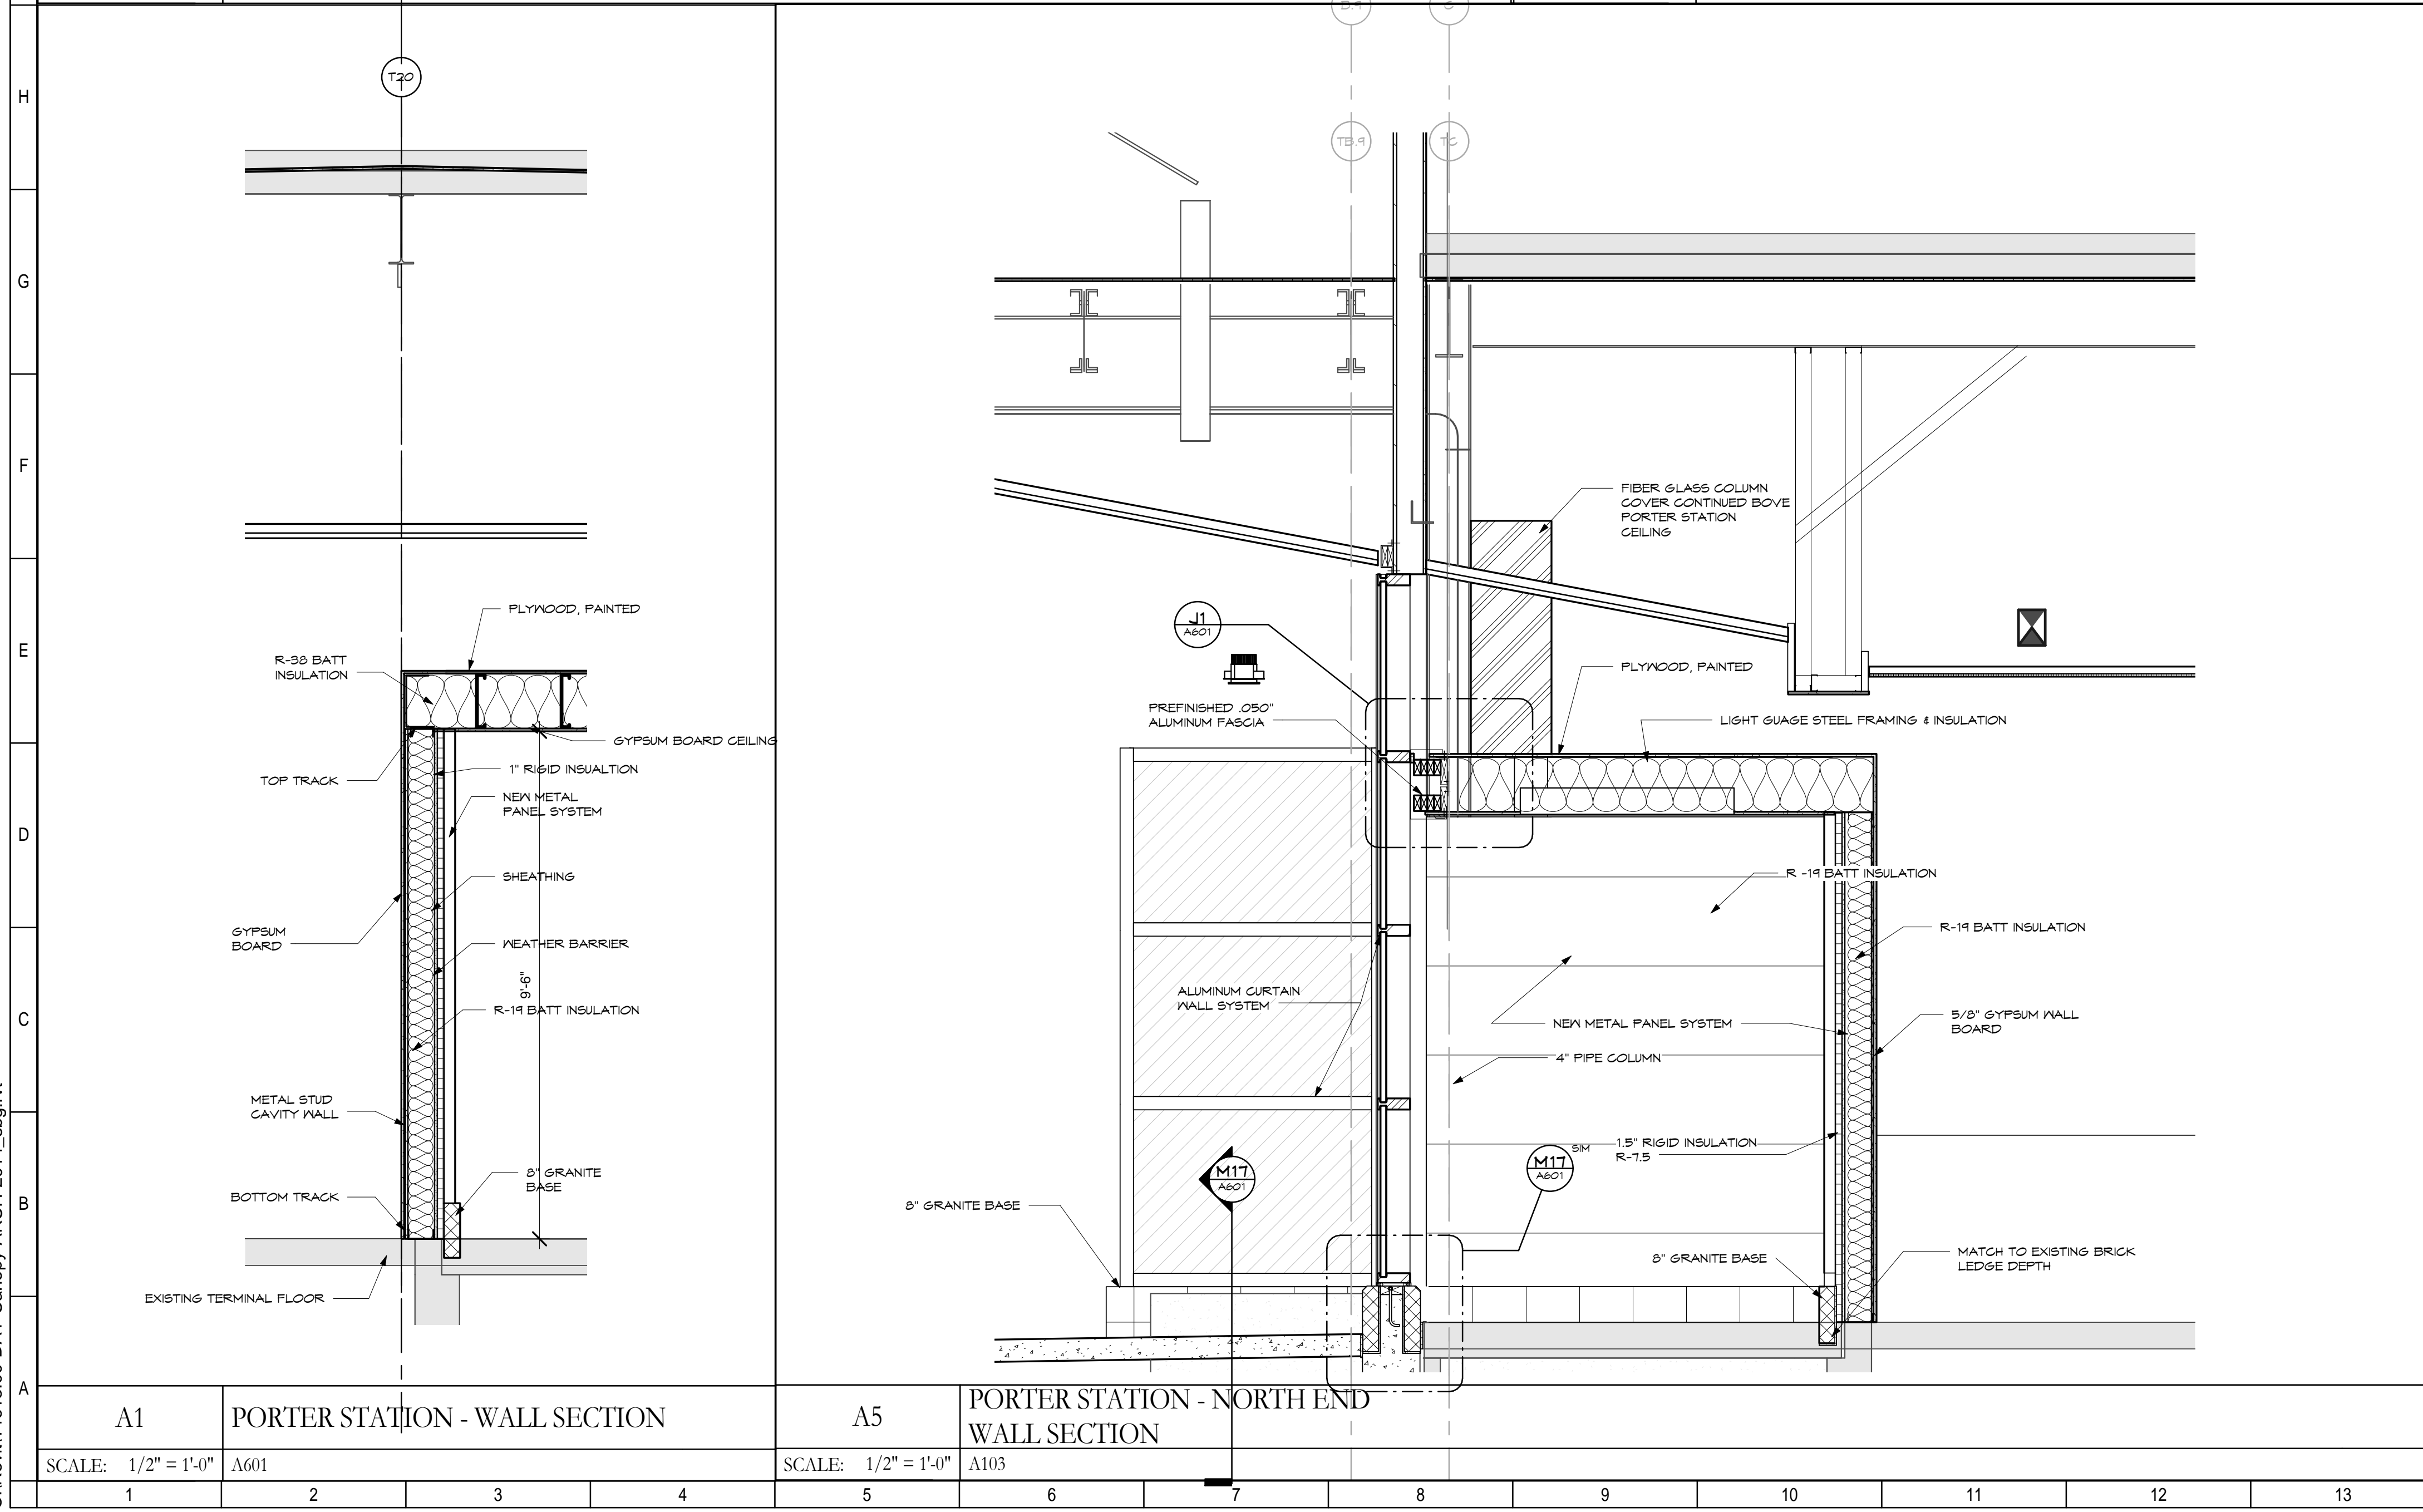 H
G
F
E
D
C
B
A
T20
PLYWOOD, PAINTED
R-38 BATT
INSULATION
GYPSUM BOARD CEILING
1" RIGID INSUALTION
TOP TRACK
NEW METAL
PANEL SYSTEM
SHEATHING
GYPSUM
BOARD
WEATHER BARRIER
9'-6"
R-19 BATT INSULATION
METAL STUD
CAVITY WALL
8" GRANITE
BASE
BOTTOM TRACK
EXISTING TERMINAL FLOOR
A1
PORTER STATION - WALL SECTION
SCALE: 1/2" = 1'-0"
A601
TB.9
TC
FIBER GLASS COLUMN
COVER CONTINUED BOVE
PORTER STATION
CEILING
J1
A601
PLYWOOD, PAINTED
PREFINISHED .050"
ALUMINUM FASCIA
LIGHT GUAGE STEEL FRAMING & INSULATION
R -19 BATT INSULATION
R-19 BATT INSULATION
ALUMINUM CURTAIN
WALL SYSTEM
NEW METAL PANEL SYSTEM
5/8" GYPSUM WALL
BOARD
4" PIPE COLUMN
1.5" RIGID INSULATION
R-7.5
SIM
M17
A601
M17
A601
8" GRANITE BASE
8" GRANITE BASE
MATCH TO EXISTING BRICK
LEDGE DEPTH
A5
PORTER STATION - NORTH END
WALL SECTION
SCALE: 1/2" = 1'-0"
A103
1 2 3 4 5 6 7 8 9 10 11 12 13